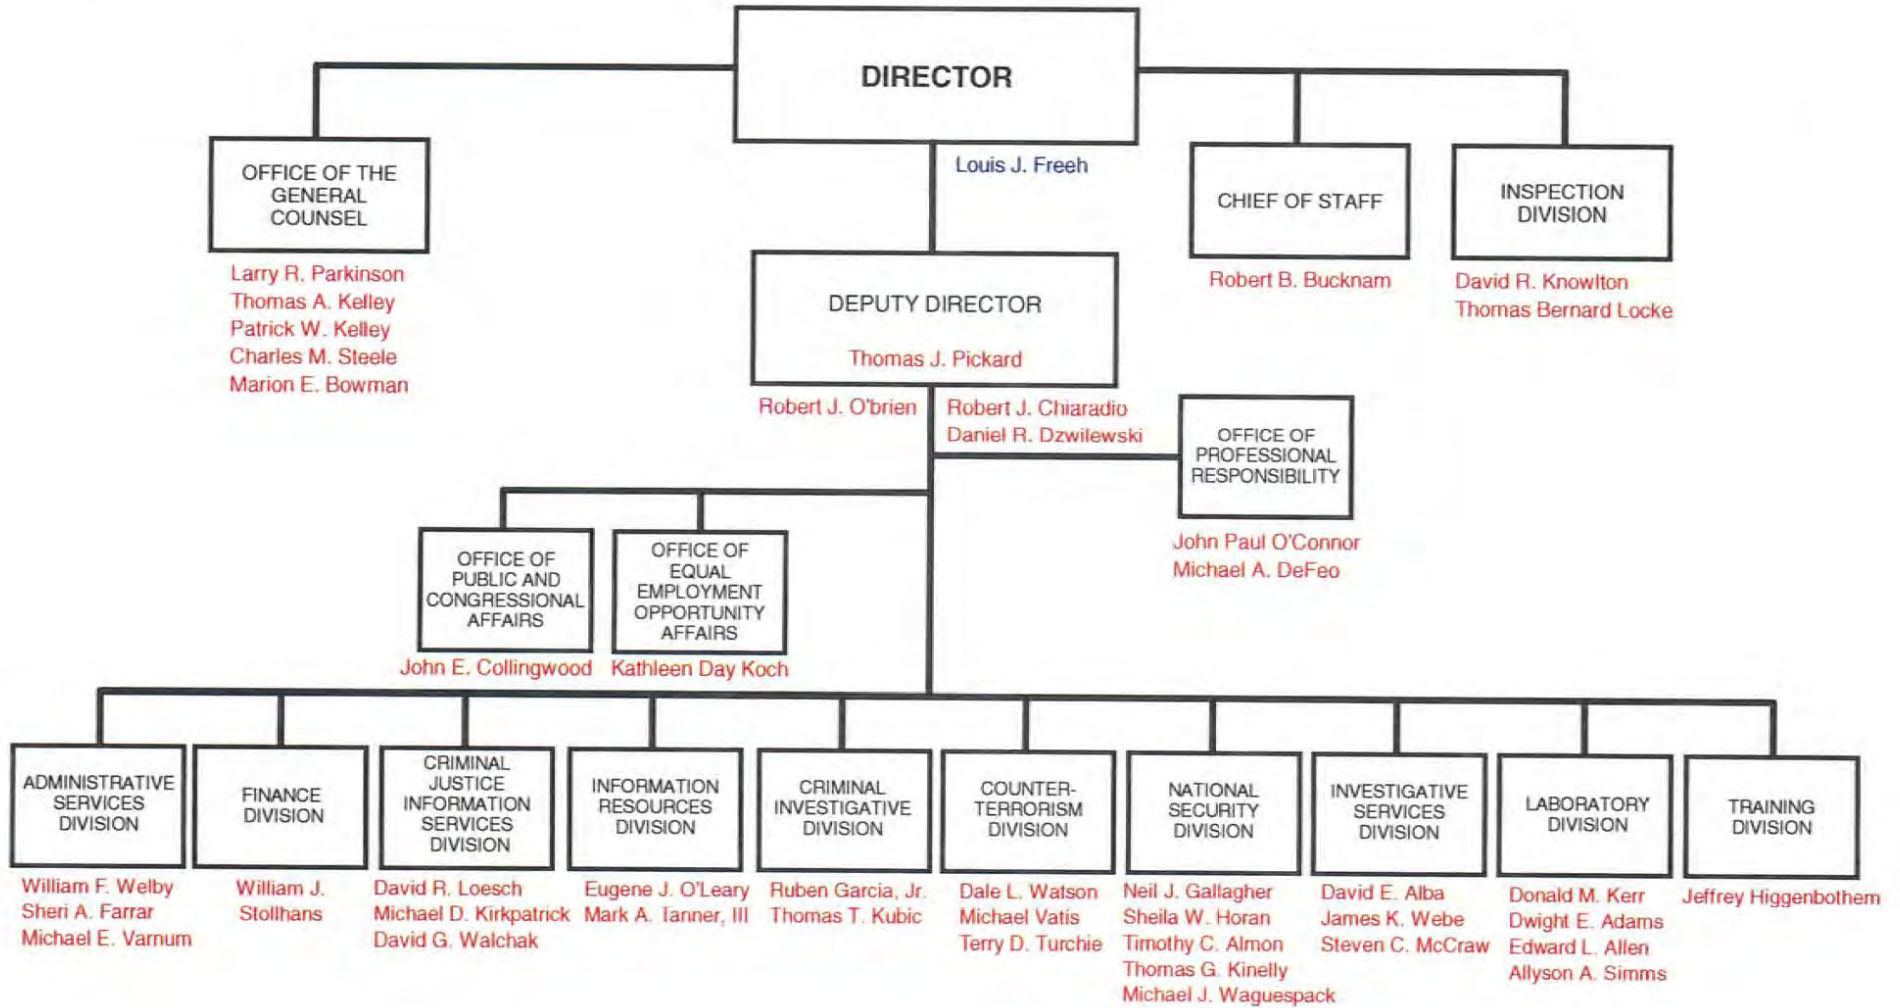 DIRECTOR
Louis J. Freeh
OFFICE OF THE
GENERAL
COUNSEL
Larry R. Parkinson
Thomas A. Kelley
Patrick W. Kelley
Charles M. Steele
Marion E. Bowman
CHIEF OF STAFF
Robert B. Bucknam
INSPECTION
DIVISION
David R. Knowlton
Thomas Bernard Locke
DEPUTY DIRECTOR
Thomas J. Pickard
Robert J. O'brien
Robert J. Chiaradio
Daniel R. Dzwilewski
OFFICE OF
PROFESSIONAL
RESPONSIBILITY
John Paul O'Connor
Michael A. DeFeo
OFFICE OF
PUBLIC AND
CONGRESSIONAL
AFFAIRS
John E. Collingwood
OFFICE OF
EQUAL
EMPLOYMENT
OPPORTUNITY
AFFAIRS
Kathleen Day Koch
ADMINISTRATIVE
SERVICES
DIVISION
William F. Welby
Sheri A. Farrar
Michael E. Varnum
FINANCE
DIVISION
William J.
Stollhans
CRIMINAL
JUSTICE
INFORMATION
SERVICES
DIVISION
David R. Loesch
Michael D. Kirkpatrick
David G. Walchak
INFORMATION
RESOURCES
DIVISION
Eugene J. O'Leary
Mark A. Tanner, III
CRIMINAL
INVESTIGATIVE
DIVISION
Ruben Garcia, Jr.
Thomas T. Kubic
COUNTER-
TERRORISM
DIVISION
Dale L. Watson
Michael Vatis
Terry D. Turchie
NATIONAL
SECURITY
DIVISION
Neil J. Gallagher
Sheila W. Horan
Timothy C. Almon
Thomas G. Kinelly
Michael J. Waguespack
INVESTIGATIVE
SERVICES
DIVISION
David E. Alba
James K. Webe
Steven C. McCraw
LABORATORY
DIVISION
Donald M. Kerr
Dwight E. Adams
Edward L. Allen
Allyson A. Simms
TRAINING
DIVISION
Jeffrey Higgenbothem